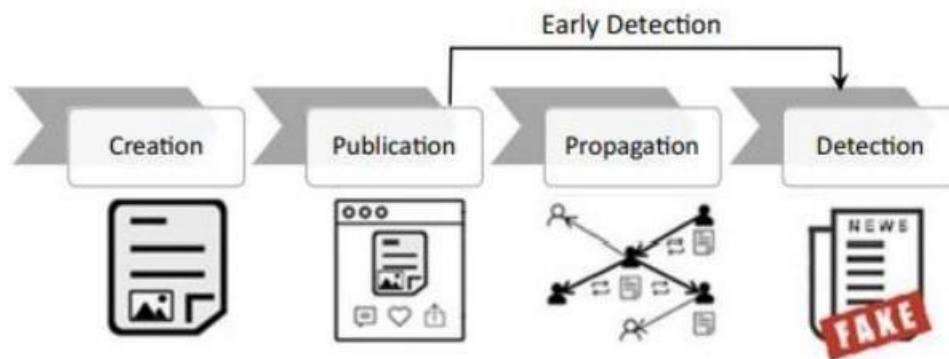 Early Detection
Creation
Publication
Propagation
Detection
NEWS
FAKE